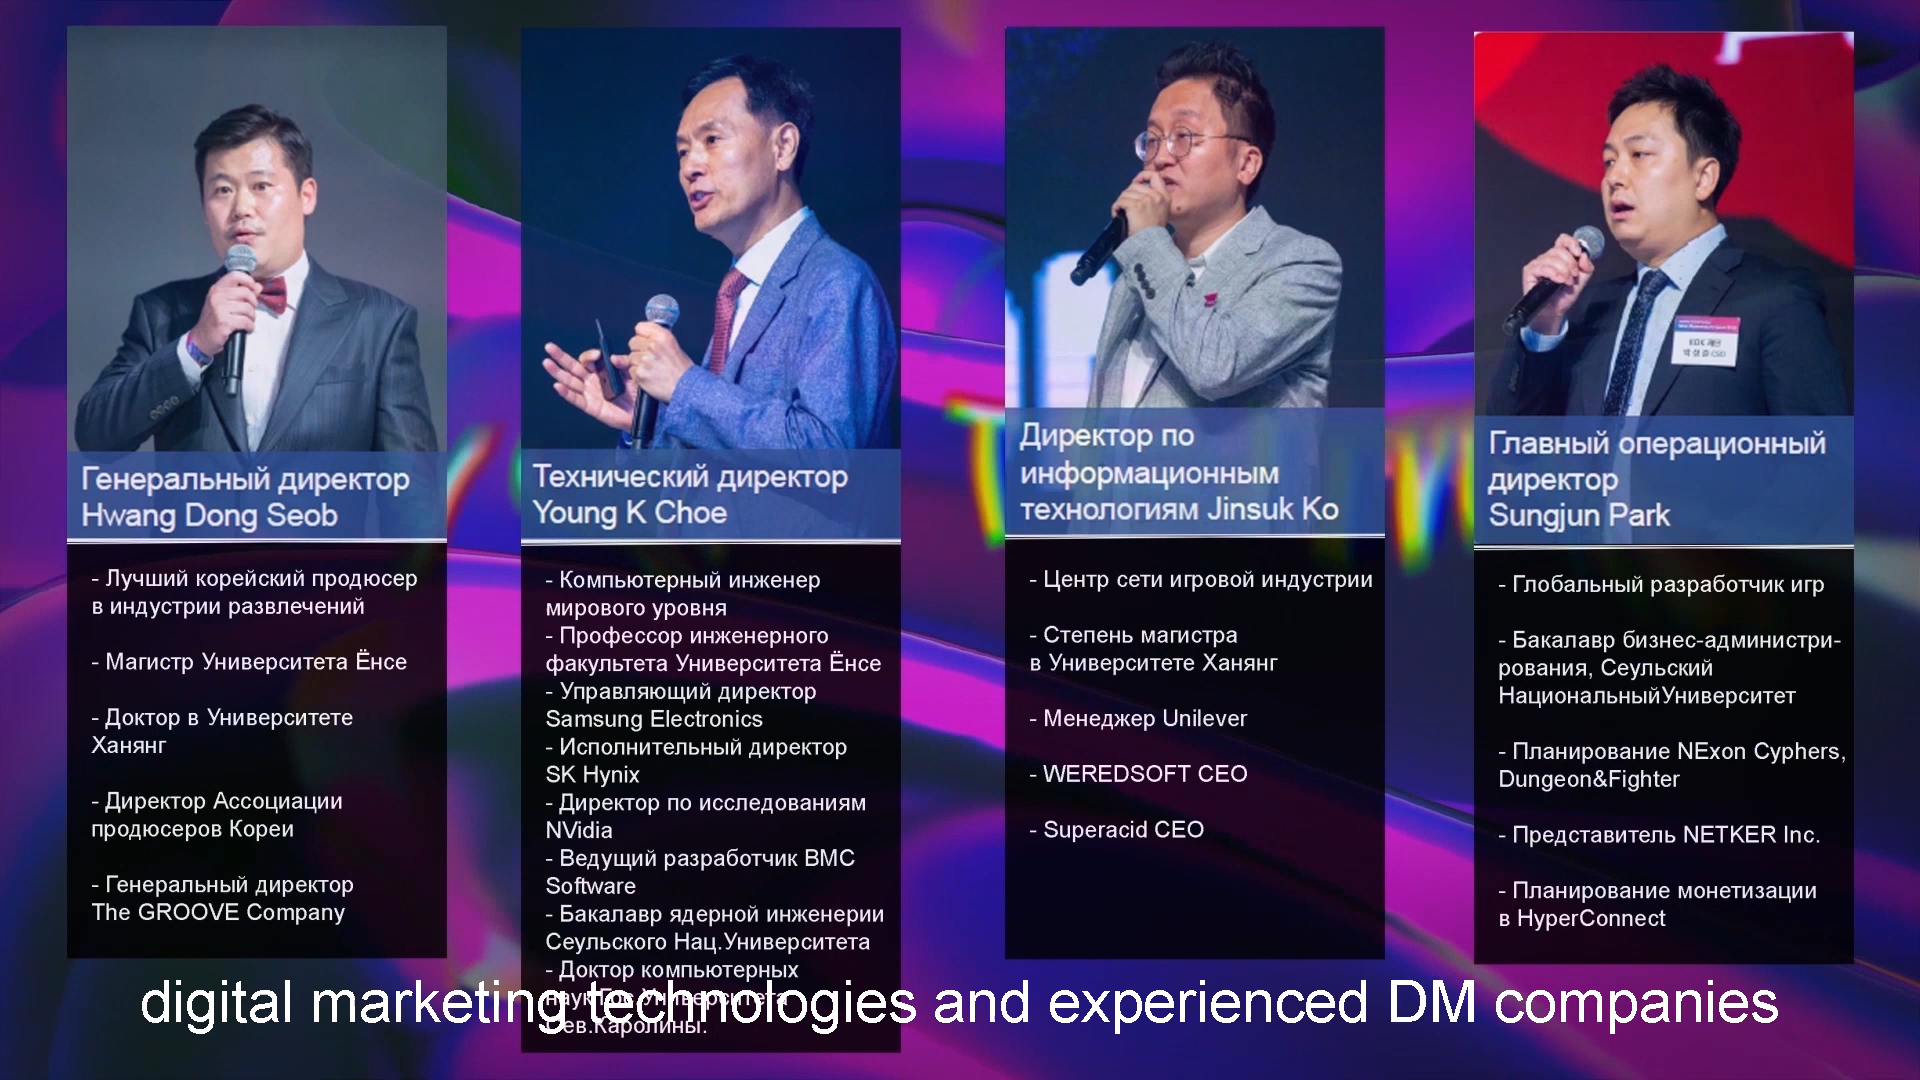 Генеральный директор
Hwang Dong Seob
- Лучший корейский продюсер
в индустрии развлечений
- Магистр Университета Ёнсе
- Доктор в Университете
Ханянг
- Директор Ассоциации
продюсеров Кореи
- Генеральный директор
The GROOVE Company
Технический директор
Young K Choe
- Компьютерный инженер
мирового уровня
- Профессор инженерного
факультета Университета Ёнсе
- Управляющий директор
Samsung Electronics
- Исполнительный директор
SK Hynix
- Директор по исследованиям
NVidia
- Ведущий разработчик BMC
Software
- Бакалавр ядерной инженерии
Сеульского Нац.Университета
- Доктор компьютерных
наук Гос.Университета
Сев.Каролины.
Директор по
информационным
технологиям Jinsuk Ko
- Центр сети игровой индустрии
- Степень магистра
в Университете Ханянг
- Менеджер Unilever
- WEREDSOFT CEO
- Superacid CEO
Главный операционный
директор
Sungjun Park
- Глобальный разработчик игр
- Бакалавр бизнес-администри-
рования, Сеульский
НациональныйУниверситет
- Планирование NExon Cyphers,
Dungeon&Fighter
- Представитель NETKER Inc.
- Планирование монетизации
в HyperConnect
digital marketing technologies and experienced DM companies